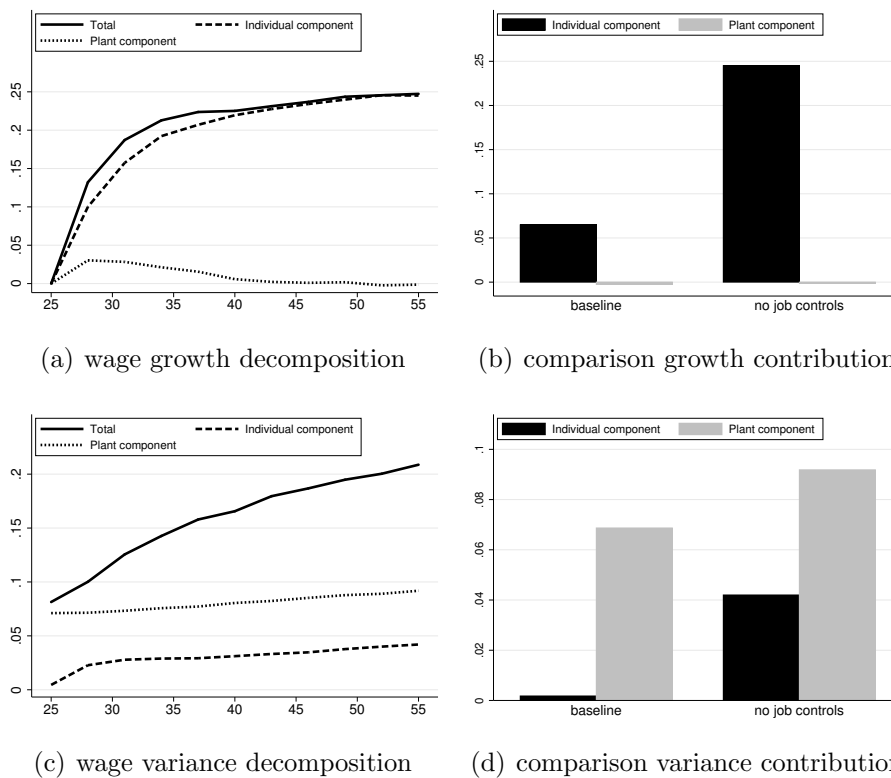 Total
Individual component
Plant component
0 .05 .1 .15 .2 .25
25 30 35 40 45 50 55
(a) wage growth decomposition
Individual component
Plant component
0 .05 .1 .15 .2 .25
baseline
no job controls
(b) comparison growth contribution
Total
Individual component
Plant component
0 .05 .1 .15 .2
25 30 35 40 45 50 55
(c) wage variance decomposition
Individual component
Plant component
0 .02 .04 .06 .08 .1
baseline
no job controls
(d) comparison variance contribution